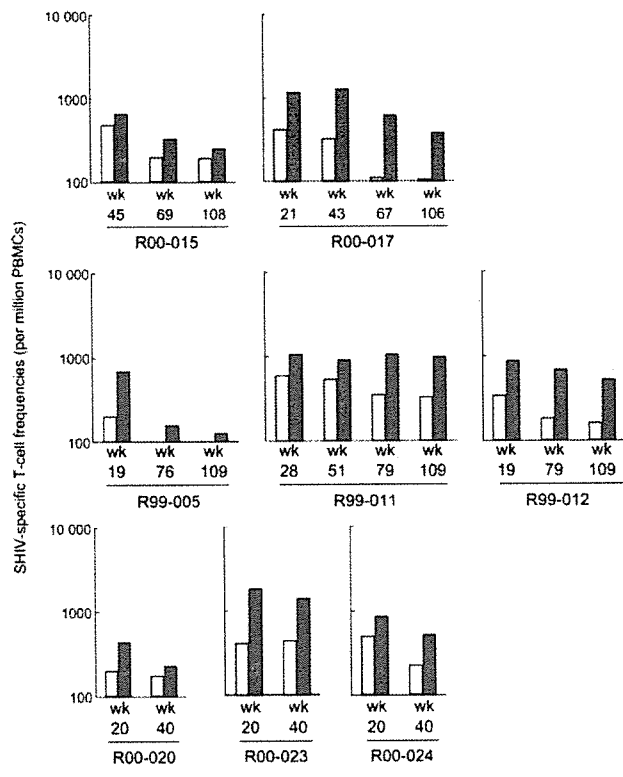 SHIV-specific T-cell frequencies (per million PBMCs)
10 000
1000
100
wk wk wk
45 69 108
R00-015
wk wk wk wk
21 43 67 106
R00-017
10 000
1000
100
wk wk wk
19 76 109
R99-005
wk wk wk wk
28 51 79 109
R99-011
wk wk wk
19 79 109
R99-012
10 000
1000
100
wk wk
20 40
R00-020
wk wk
20 40
R00-023
wk wk
20 40
R00-024